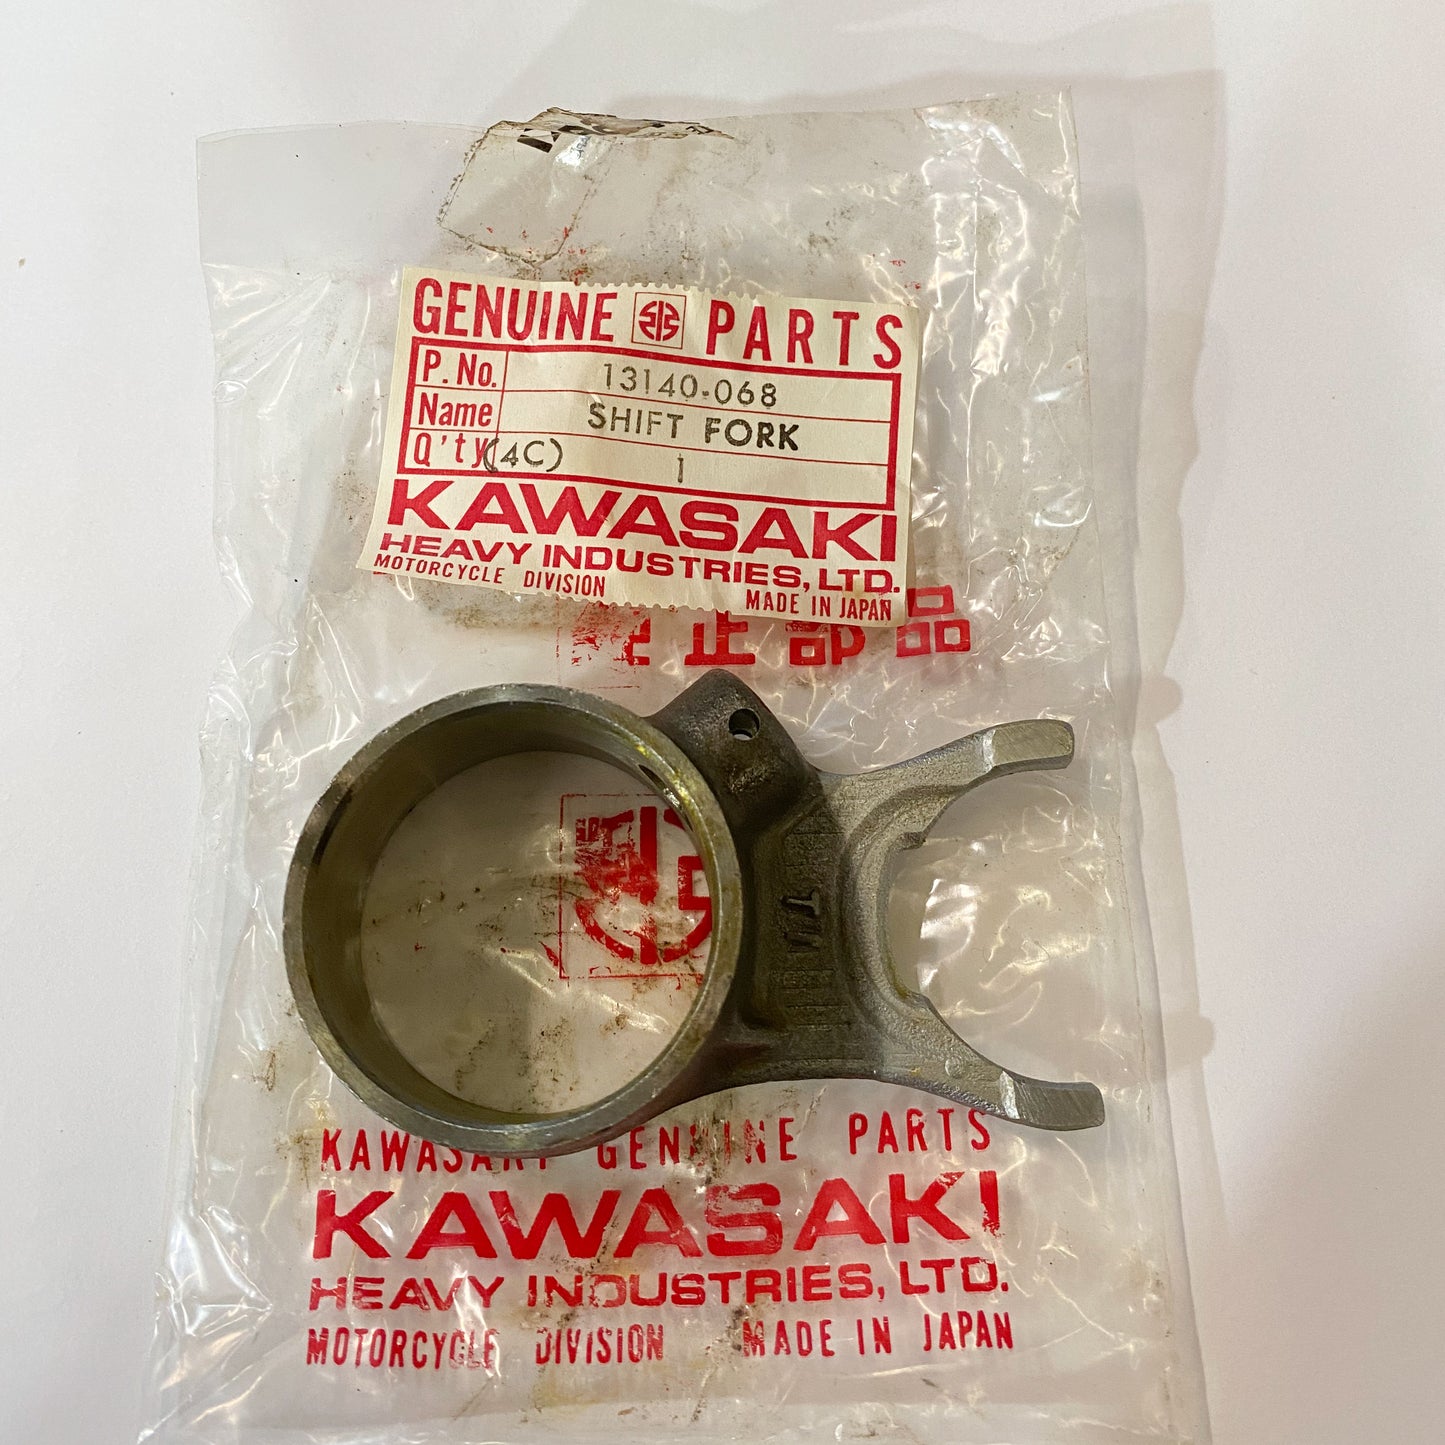 GENUINE PARTS
P. No. 13140-068
Name SHIFT FORK
Q'ty (4C) 1
KAWASAKI
HEAVY INDUSTRIES, LTD.
MOTORCYCLE DIVISION MADE IN JAPAN
正部品
KAWASAKI GENUINE PARTS
KAWASAKI
HEAVY INDUSTRIES, LTD.
MOTORCYCLE DIVISION MADE IN JAPAN